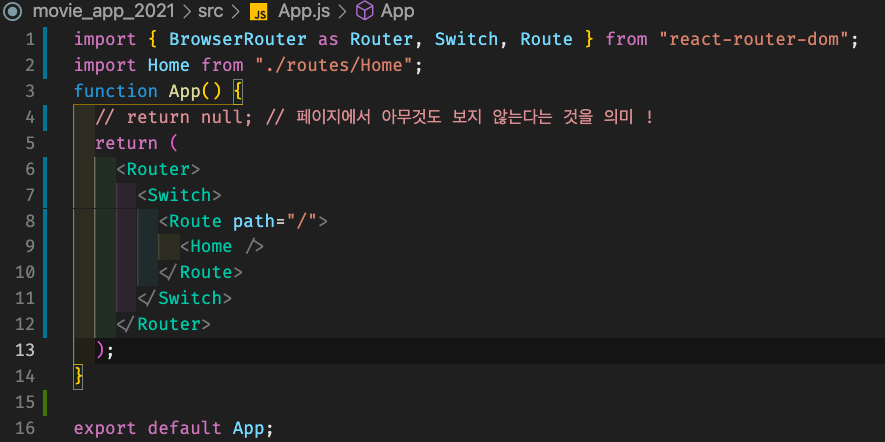 movie_app_2021 > src > JS App.js > App
1 import { BrowserRouter as Router, Switch, Route } from "react-router-dom";
2 import Home from "./routes/Home";
3 function App() {
4 // return null; // 페이지에서 아무것도 보지 않는다는 것을 의미 !
5 return (
6 <Router>
7 <Switch>
8 <Route path="/">
9 <Home />
10 </Route>
11 </Switch>
12 </Router>
13 );
14 }
15
16 export default App;